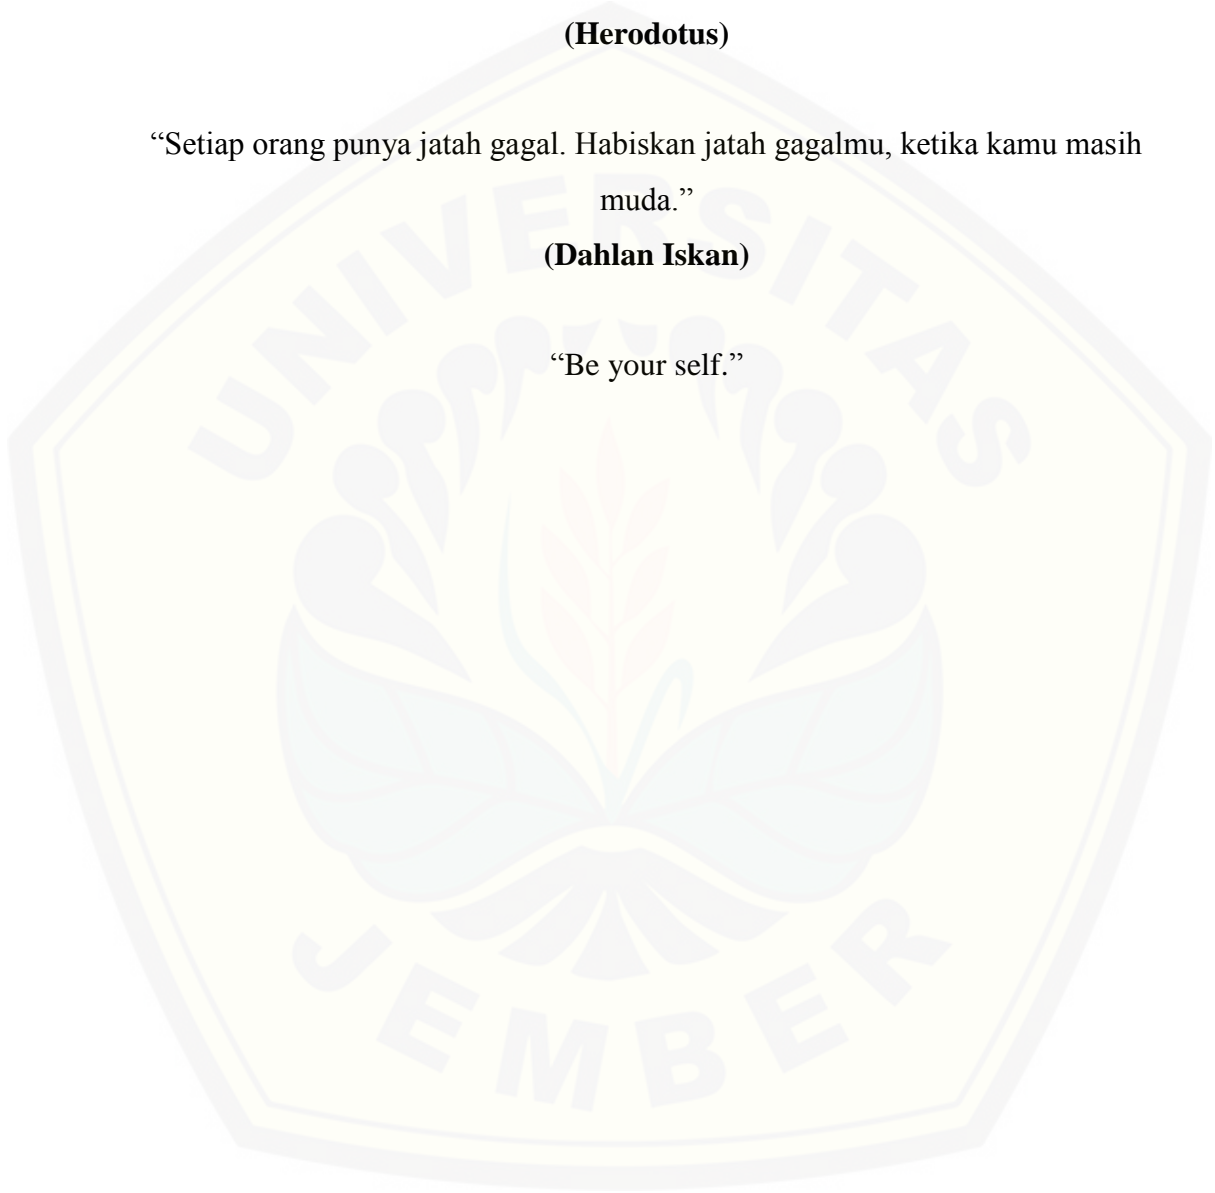 (Herodotus)
“Setiap orang punya jatah gagal. Habiskan jatah gagalmu, ketika kamu masih
muda.”
(Dahlan Iskan)
“Be your self.”
UNIVERSITAS
JEMBER